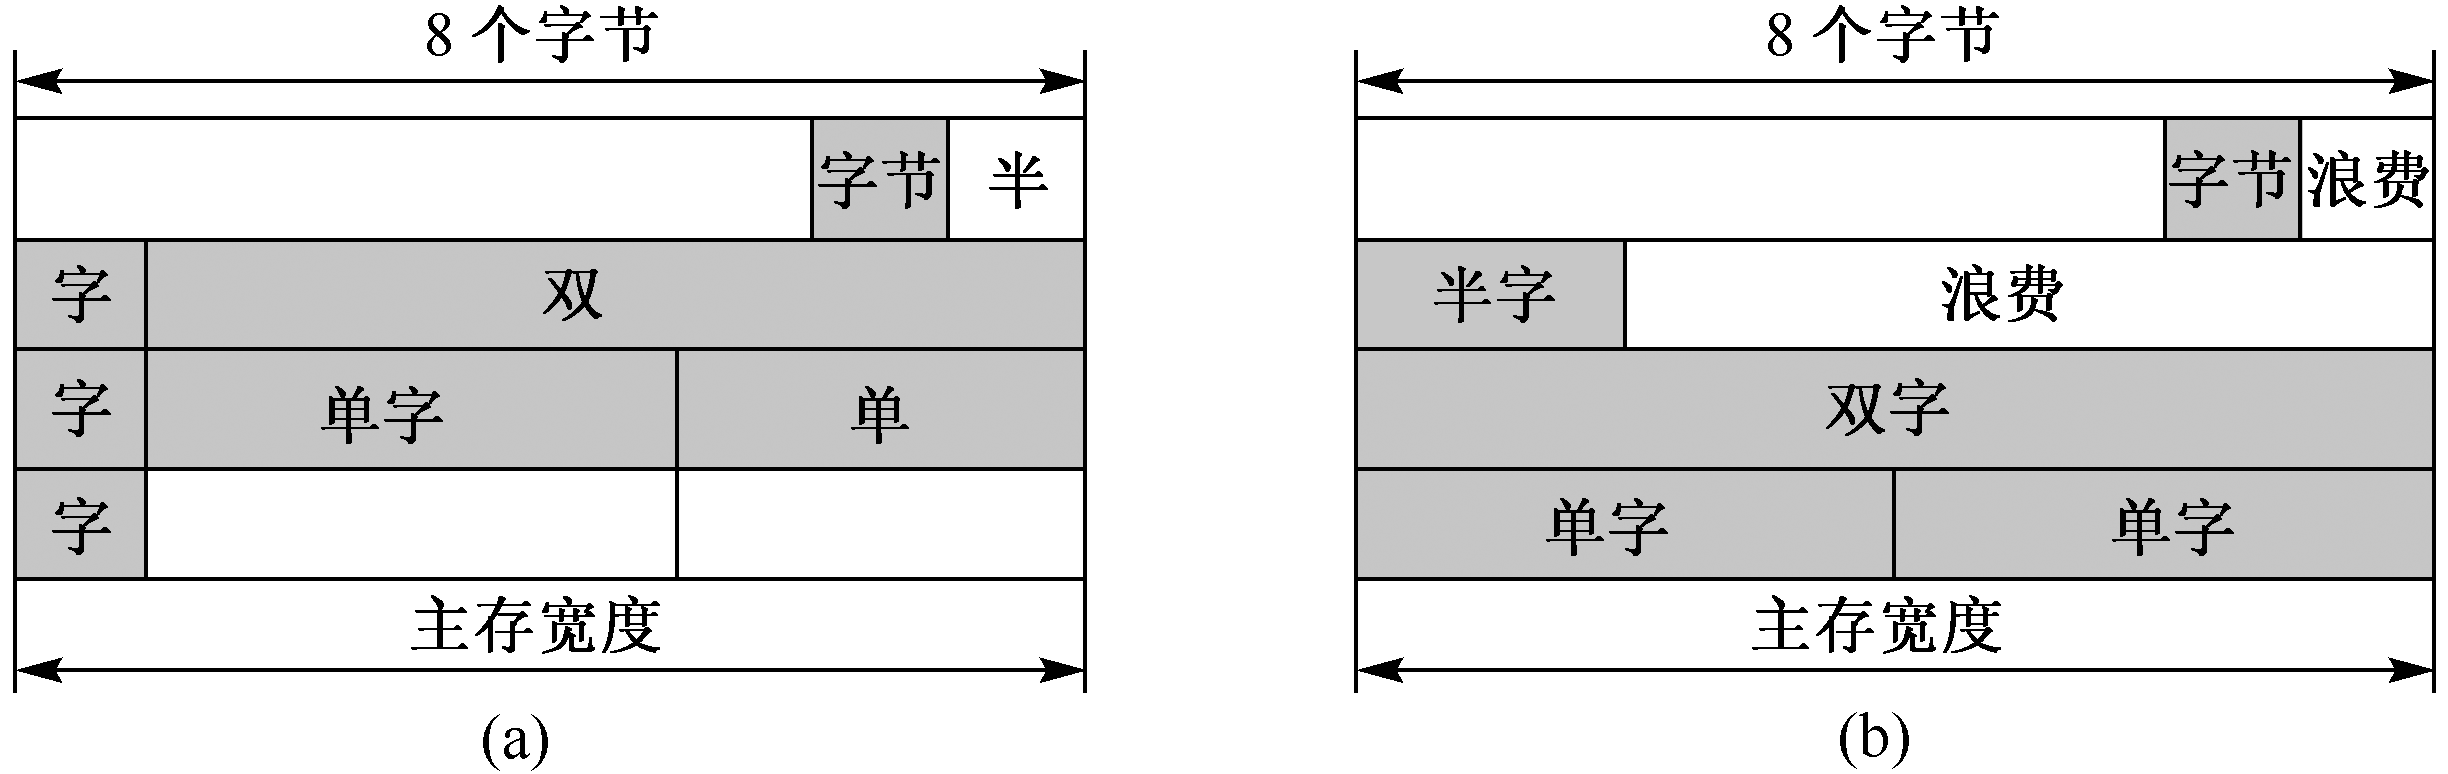 8 个字节
字节 半
字 双
字 单字 单
字
主存宽度
(a)
8 个字节
字节 浪费
半字 浪费
双字
单字 单字
主存宽度
(b)